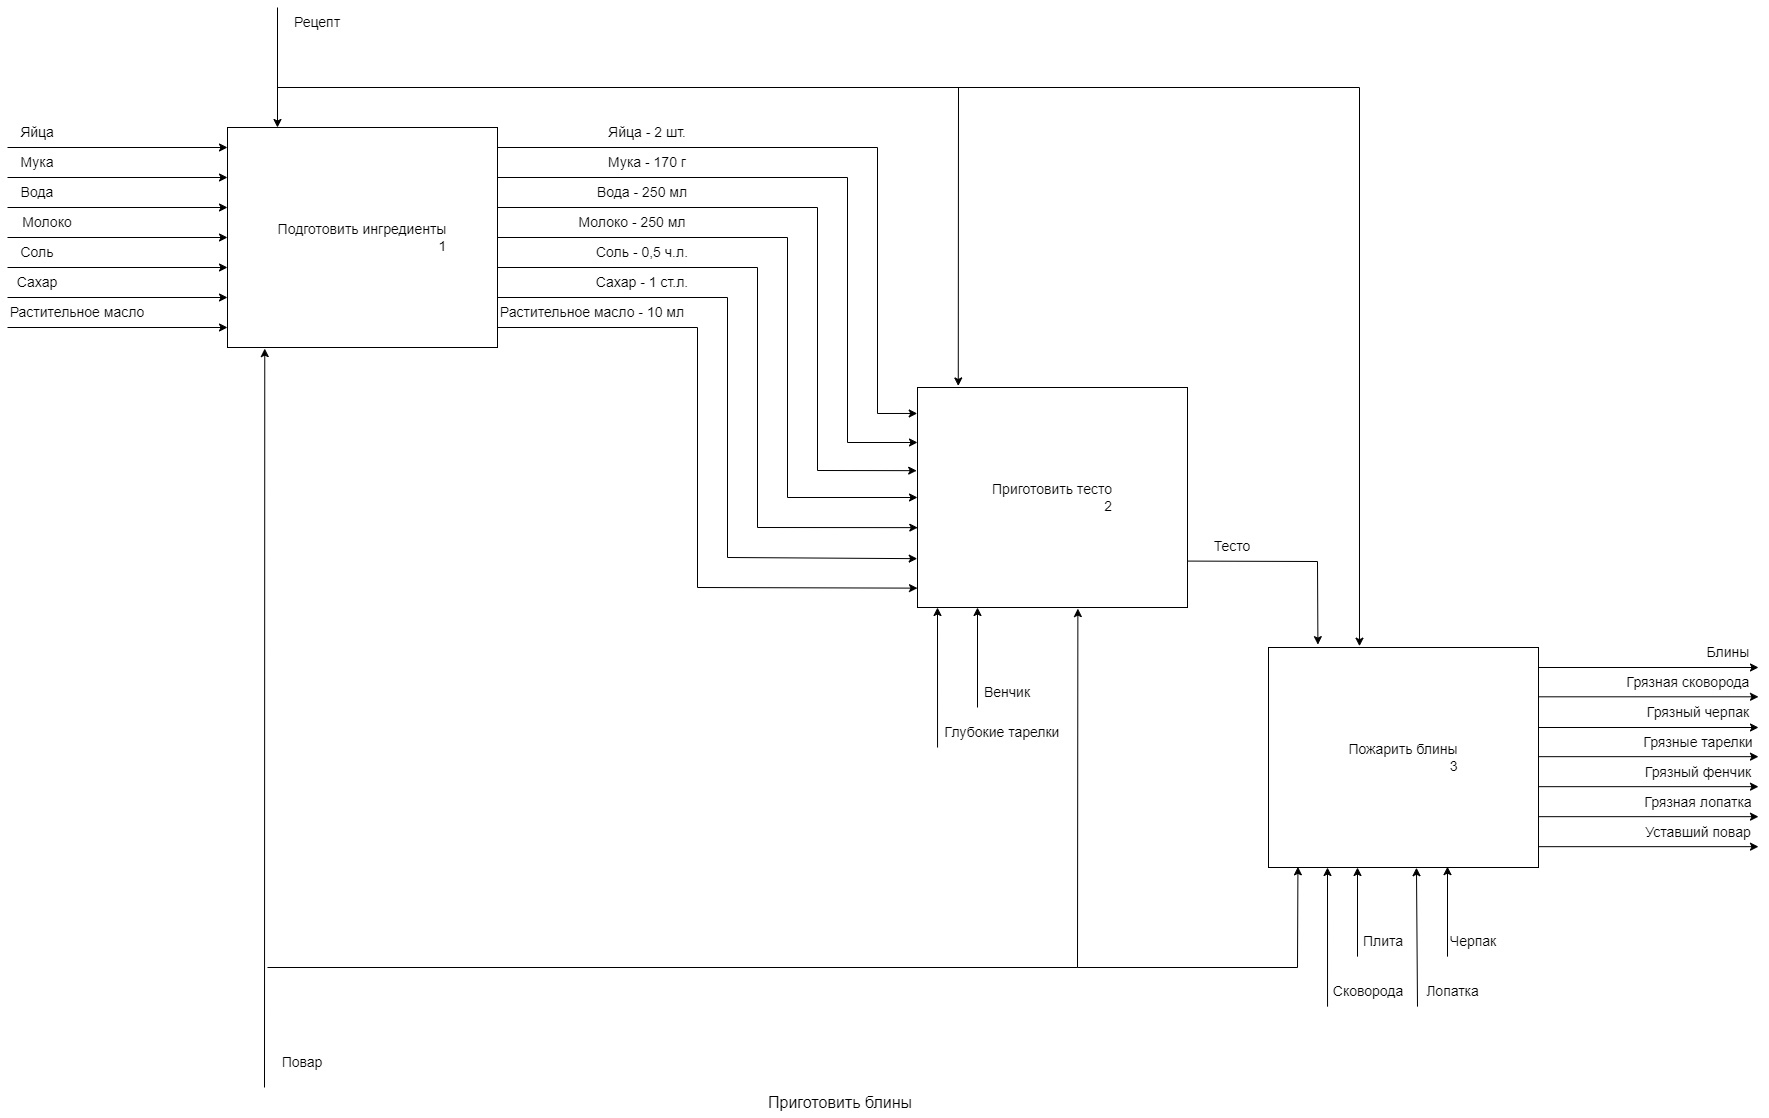 Рецепт
Яйца
Мука
Вода
Молоко
Соль
Сахар
Растительное масло
Подготовить ингредиенты
1
Яйца - 2 шт.
Мука - 170 г
Вода - 250 мл
Молоко - 250 мл
Соль - 0,5 ч.л.
Сахар - 1 ст.л.
Растительное масло - 10 мл
Приготовить тесто
2
Тесто
Венчик
Глубокие тарелки
Пожарить блины
3
Блины
Грязная сковорода
Грязный черпак
Грязные тарелки
Грязный фенчик
Грязная лопатка
Уставший повар
Плита
Черпак
Сковорода
Лопатка
Повар
Приготовить блины